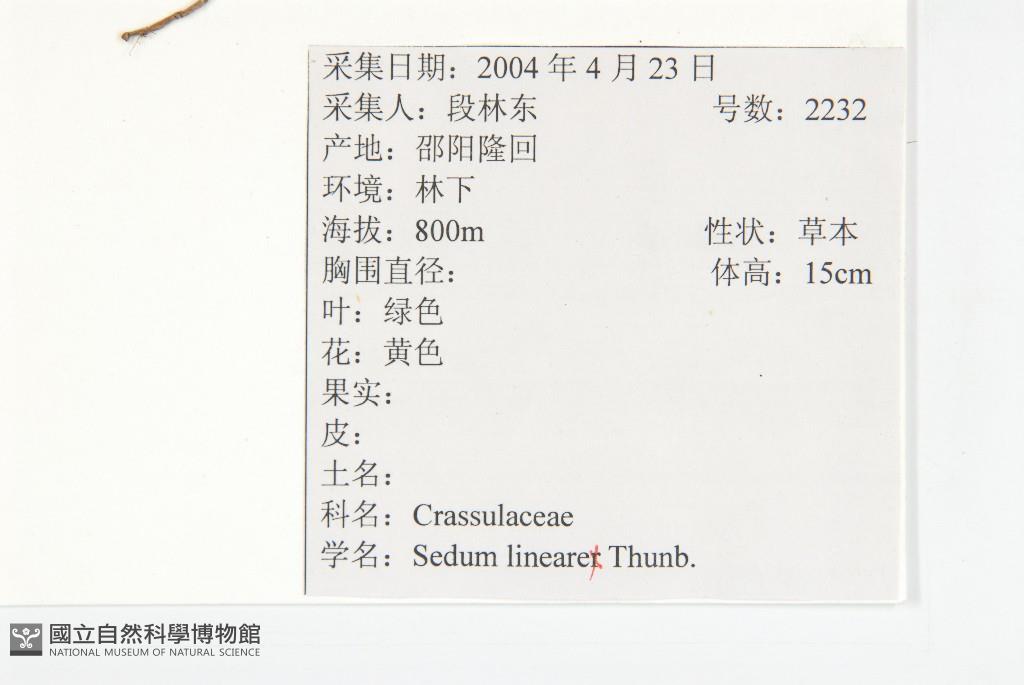 采集日期：2004 年 4 月 23 日
采集人：段林东 号数：2232
产地：邵阳隆回
环境：林下
海拔：800m 性状：草本
胸围直径： 体高：15cm
叶：绿色
花：黄色
果实：
皮：
土名：
科名：Crassulaceae
学名：Sedum linearer Thunb.
國立自然科學博物館
NATIONAL MUSEUM OF NATURAL SCIENCE